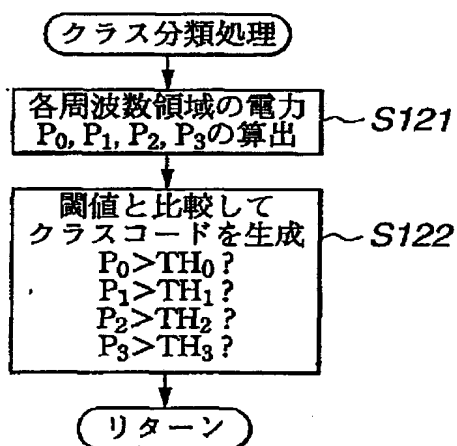 クラス分類処理
各周波数領域の電力
P₀, P₁, P₂, P₃の算出
S121
閾値と比較して
クラスコードを生成
S122
P₀>TH₀?
P₁>TH₁?
P₂>TH₂?
P₃>TH₃?
リターン